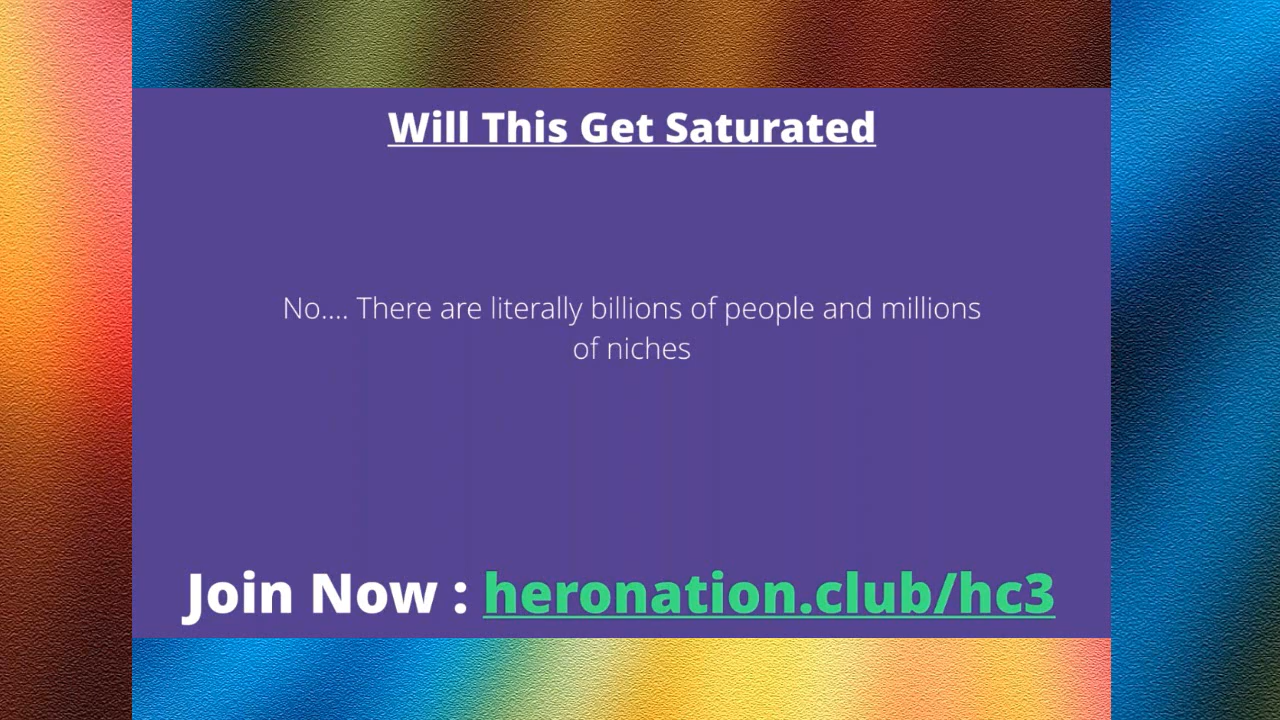 Will This Get Saturated
No.... There are literally billions of people and millions
of niches
Join Now : heronation.club/hc3